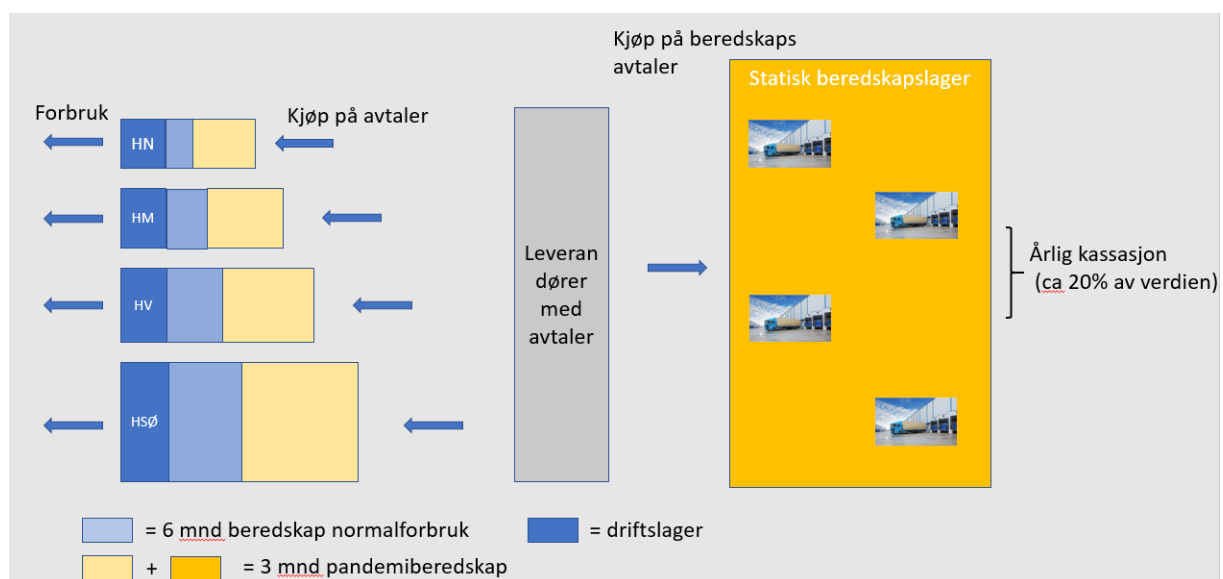 Kjøp på beredskaps
avtaler
Statisk beredskapslager
Forbruk
Kjøp på avtaler
HN
HM
HV
HSØ
Leveran
dører
med
avtaler
Årlig kassasjon
(ca 20% av verdien)
= 6 mnd beredskap normalforbruk
= driftslager
+
= 3 mnd pandemiberedskap